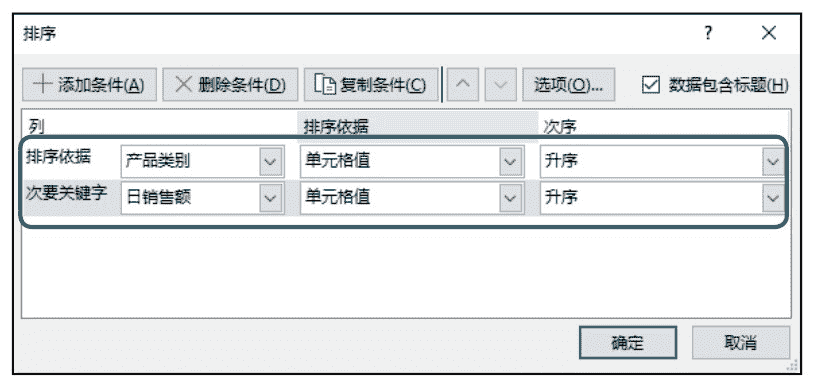 排序 ?
添加条件(A) 删除条件(D) 复制条件(C) 选项(O)... 数据包含标题(H)
列 排序依据 次序
排序依据 产品类别 单元格值 升序
次要关键字 日销售额 单元格值 升序
确定 取消